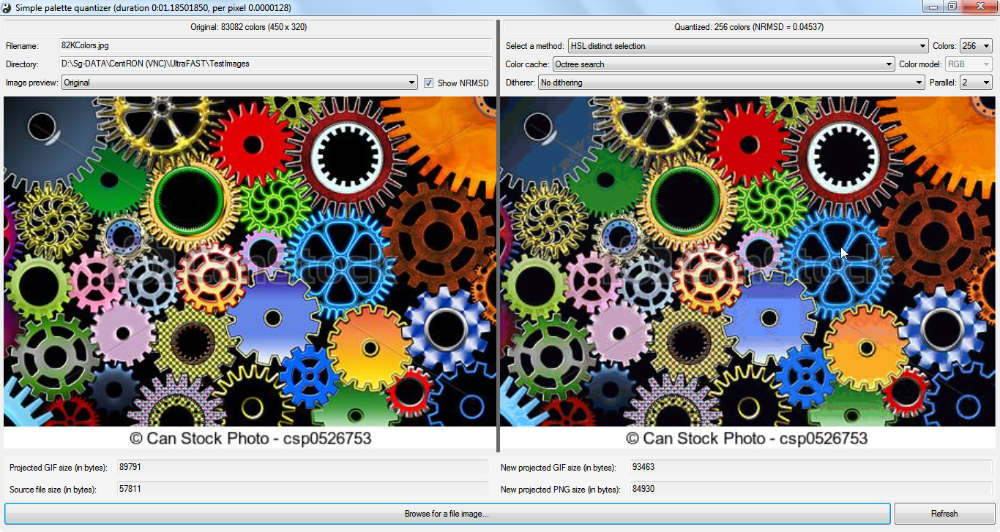 Simple palette quantizer (duration 0:01.18501850, per pixel 0.0000128)
Original: 83082 colors (450 x 320)
Quantized: 256 colors (NRMSD = 0.04537)
Filename: 82KColors.jpg
Select a method: HSL distinct selection Colors: 256
Directory: D:\Sg-DATA\CentRON (VNC)\UltraFAST\TestImages
Color cache: Octree search Color model: RGB
Image preview: Original Show NRMSD
Ditherer: No dithering Parallel: 2
© Can Stock Photo - csp0526753
© Can Stock Photo - csp0526753
Projected GIF size (in bytes): 89791
New projected GIF size (in bytes): 93463
Source file size (in bytes): 57811
New projected PNG size (in bytes): 84930
Browse for a file image...
Refresh